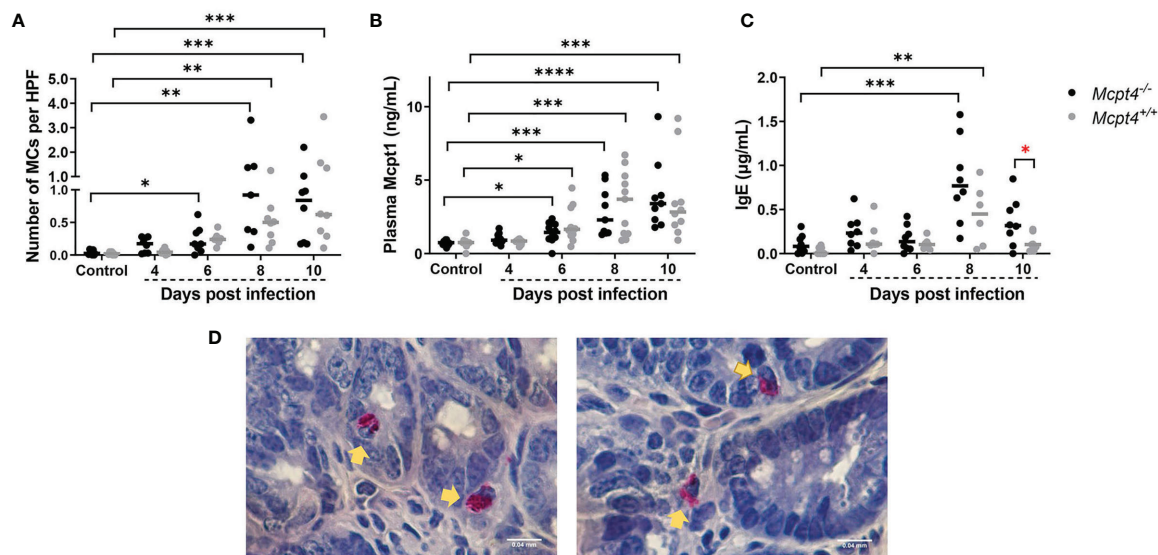 A
Number of MCs per HPF
5.0
4.0
3.0
2.0
1.0
1.0
0.5
0.0
***
***
**
**
*
Control
4
6
8
10
Days post infection
B
Plasma Mcpt1 (ng/mL)
10
5
0
***
****
***
***
*
*
Control
4
6
8
10
Days post infection
C
IgE (µg/mL)
2.0
1.5
1.0
0.5
0.0
**
***
*
Control
4
6
8
10
Days post infection
Mcpt4-/-
Mcpt4+/+
D
0.04 mm
0.04 mm